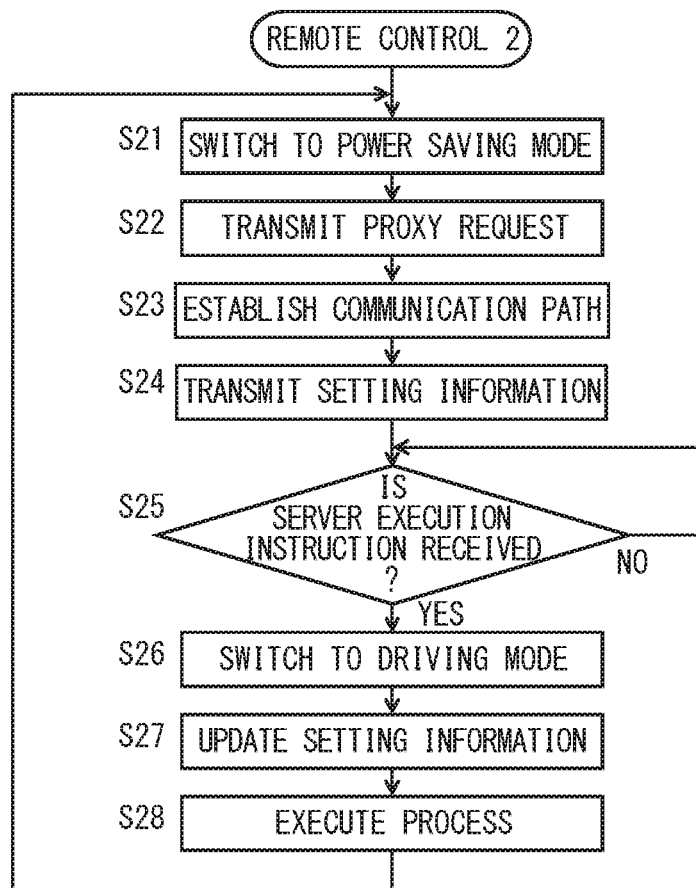 REMOTE CONTROL 2
S21
SWITCH TO POWER SAVING MODE
S22
TRANSMIT PROXY REQUEST
S23
ESTABLISH COMMUNICATION PATH
S24
TRANSMIT SETTING INFORMATION
S25
IS
SERVER EXECUTION
INSTRUCTION RECEIVED
?
NO
YES
S26
SWITCH TO DRIVING MODE
S27
UPDATE SETTING INFORMATION
S28
EXECUTE PROCESS